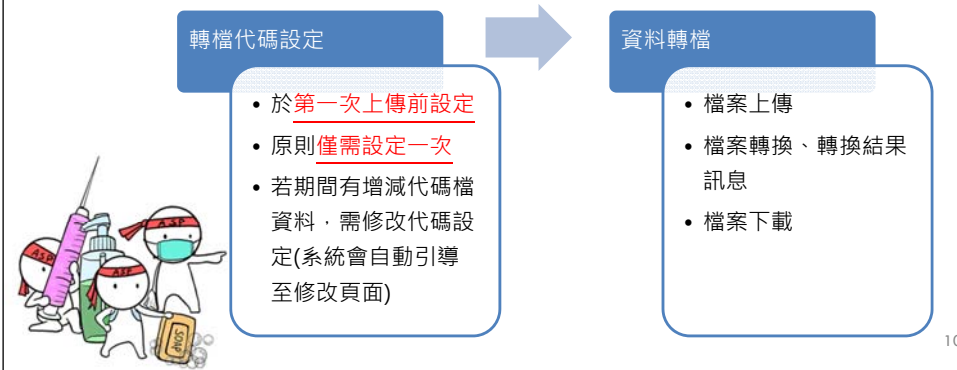 轉檔代碼設定
• 於第一次上傳前設定
• 原則僅需設定一次
• 若期間有增減代碼檔
資料，需修改代碼設
定(系統會自動引導
至修改頁面)
資料轉檔
• 檔案上傳
• 檔案轉換、轉換結果
訊息
• 檔案下載
ASP
ASP
ASP
SOAP
10